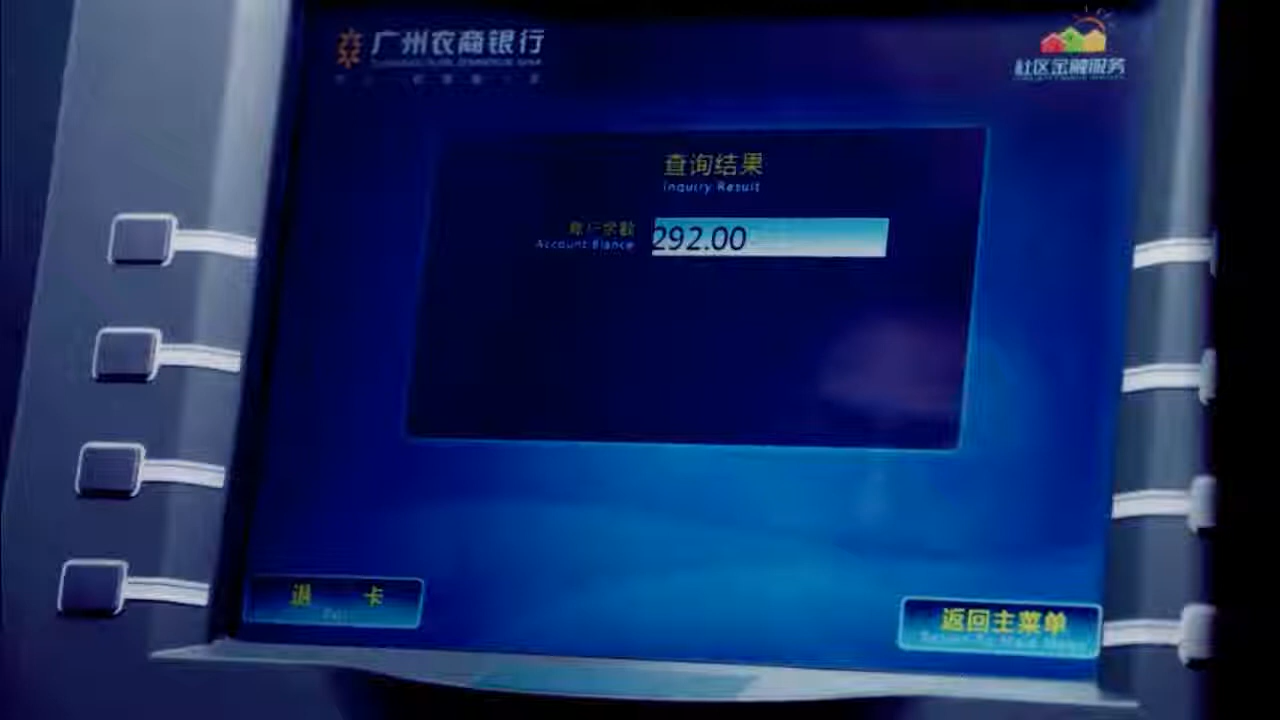 广州农商银行
社区金融服务
查询结果
Inquiry Result
账户余额
Account Blance
292.00
退 卡
返回主菜单